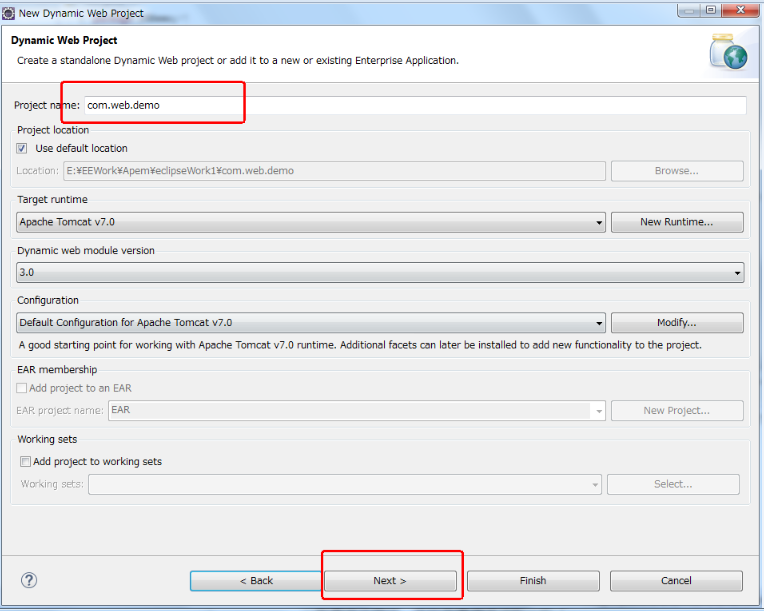 New Dynamic Web Project
Dynamic Web Project
Create a standalone Dynamic Web project or add it to a new or existing Enterprise Application.
Project name: com.web.demo
Project location
Use default location
Location: E:¥EEWork¥Apem¥eclipseWork1¥com.web.demo Browse...
Target runtime
Apache Tomcat v7.0 New Runtime...
Dynamic web module version
3.0
Configuration
Default Configuration for Apache Tomcat v7.0 Modify...
A good starting point for working with Apache Tomcat v7.0 runtime. Additional facets can later be installed to add new functionality to the project.
EAR membership
Add project to an EAR
EAR project name: EAR New Project...
Working sets
Add project to working sets
Working sets: Select...
? < Back Next > Finish Cancel